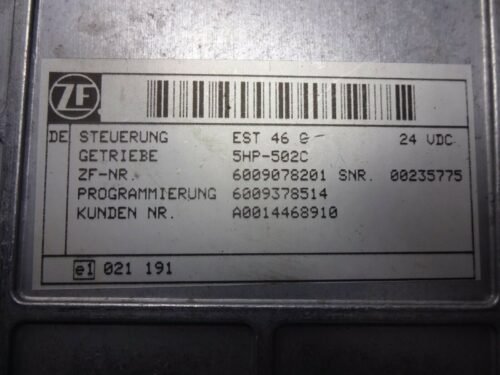 ZF
DE STEUERUNG EST 46 24 VDC
GETRIEBE 5HP-502C
ZF-NR. 6009078201 SNR. 00235775
PROGRAMMIERUNG 6009378514
KUNDEN NR. A0014468910
e1 021 191